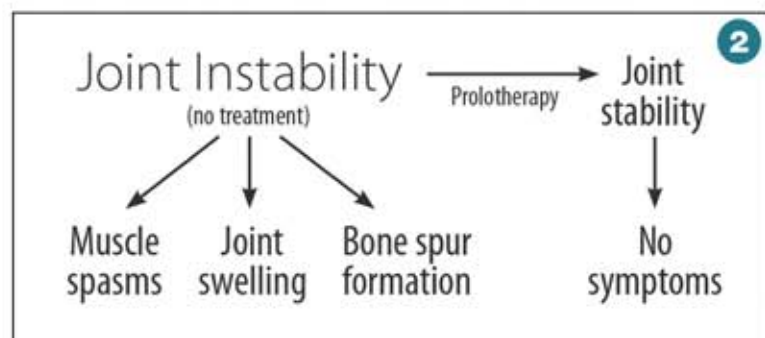 2
Joint Instability
(no treatment)
Prolotherapy
Joint
stability
Muscle
spasms
Joint
swelling
Bone spur
formation
No
symptoms